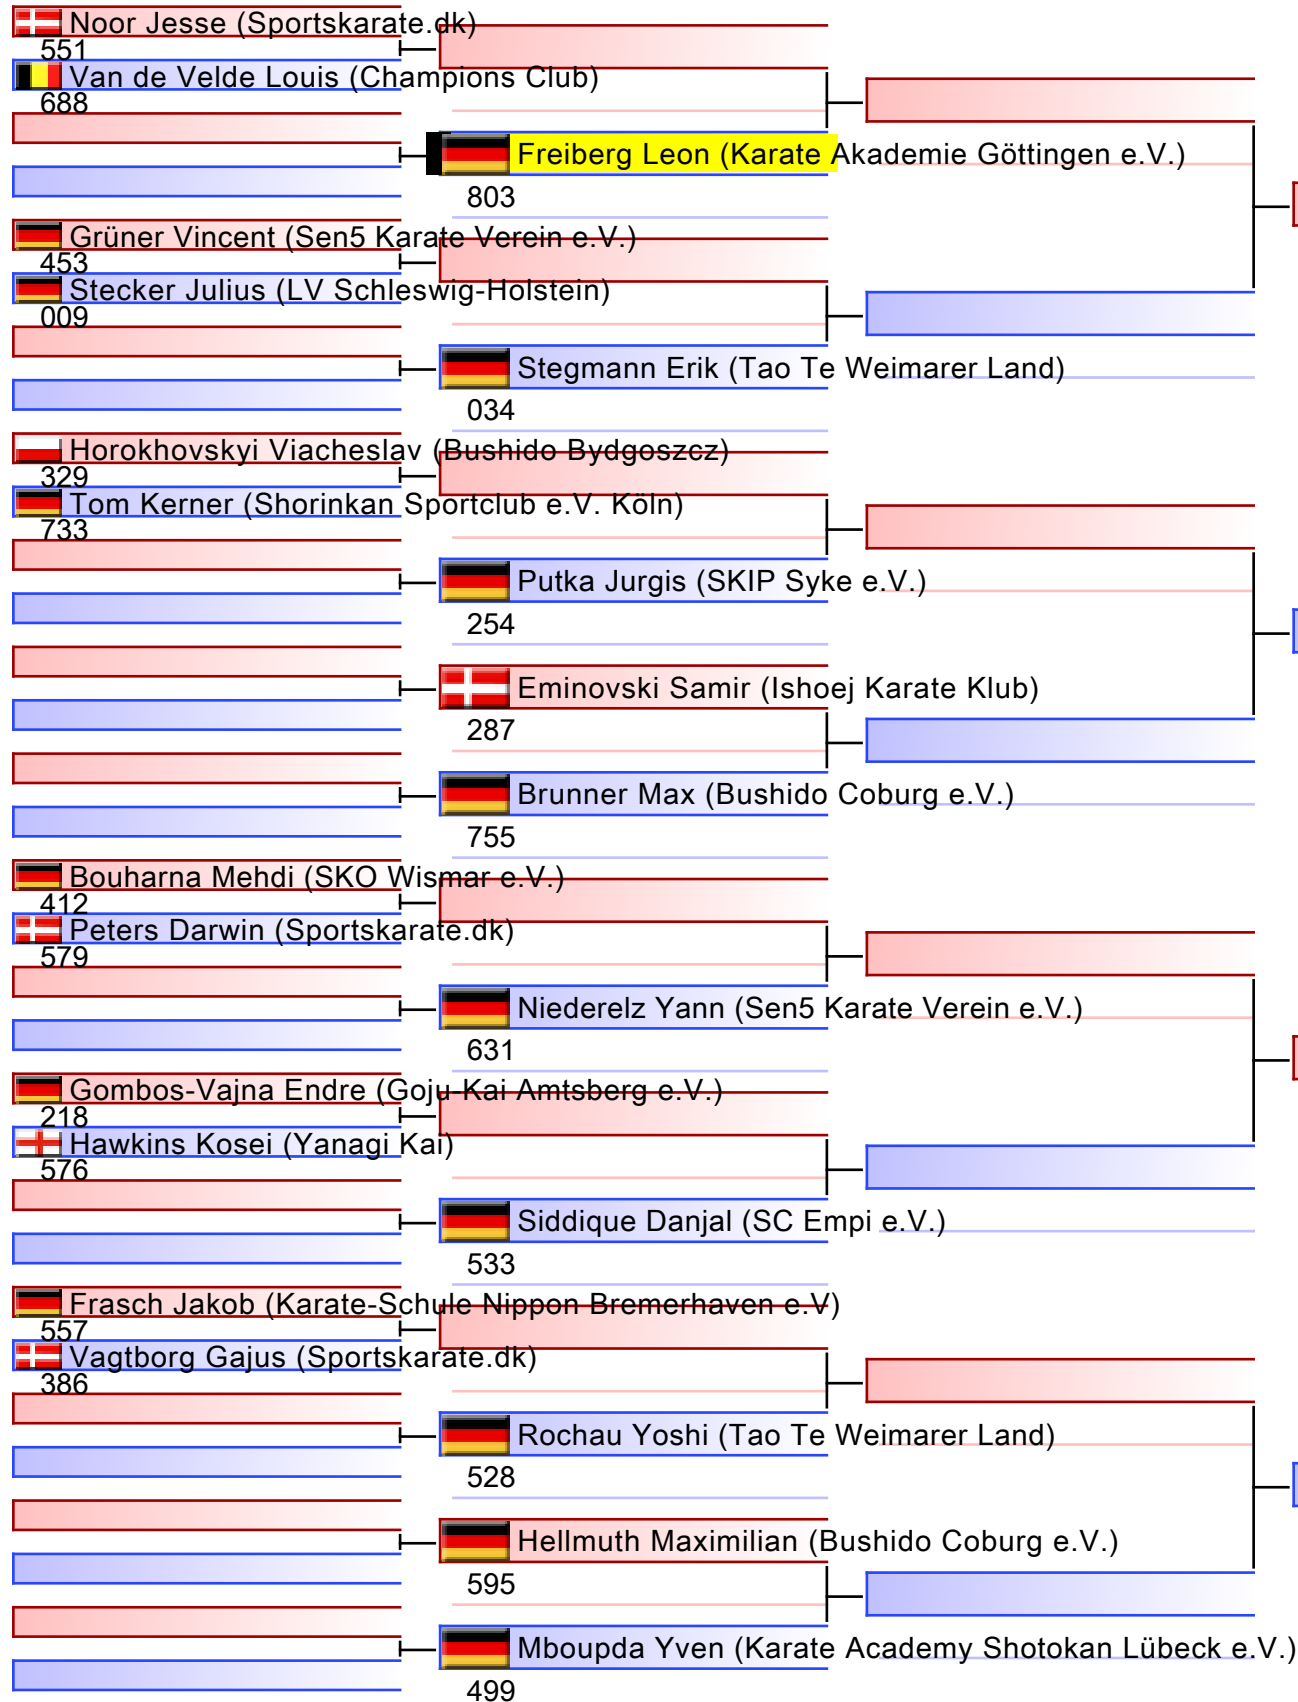 Noor Jesse (Sportskarate.dk)
551
Van de Velde Louis (Champions Club)
688
Freiberg Leon (Karate Akademie Göttingen e.V.)
803
Grüner Vincent (Sen5 Karate Verein e.V.)
453
Stecker Julius (LV Schleswig-Holstein)
009
Stegmann Erik (Tao Te Weimarer Land)
034
Horokhovskyi Viacheslav (Bushido Bydgoszcz)
329
Tom Kerner (Shorinkan Sportclub e.V. Köln)
733
Putka Jurgis (SKIP Syke e.V.)
254
Eminovski Samir (Ishoej Karate Klub)
287
Brunner Max (Bushido Coburg e.V.)
755
Bouharna Mehdi (SKO Wismar e.V.)
412
Peters Darwin (Sportskarate.dk)
579
Niederelz Yann (Sen5 Karate Verein e.V.)
631
Gombos-Vajna Endre (Goju-Kai Amtsberg e.V.)
218
Hawkins Kosei (Yanagi Kai)
576
Siddique Danjal (SC Empi e.V.)
533
Frasch Jakob (Karate-Schule Nippon Bremerhaven e.V)
557
Vagtborg Gajus (Sportskarate.dk)
386
Rochau Yoshi (Tao Te Weimarer Land)
528
Hellmuth Maximilian (Bushido Coburg e.V.)
595
Mboupda Yven (Karate Academy Shotokan Lübeck e.V.)
499